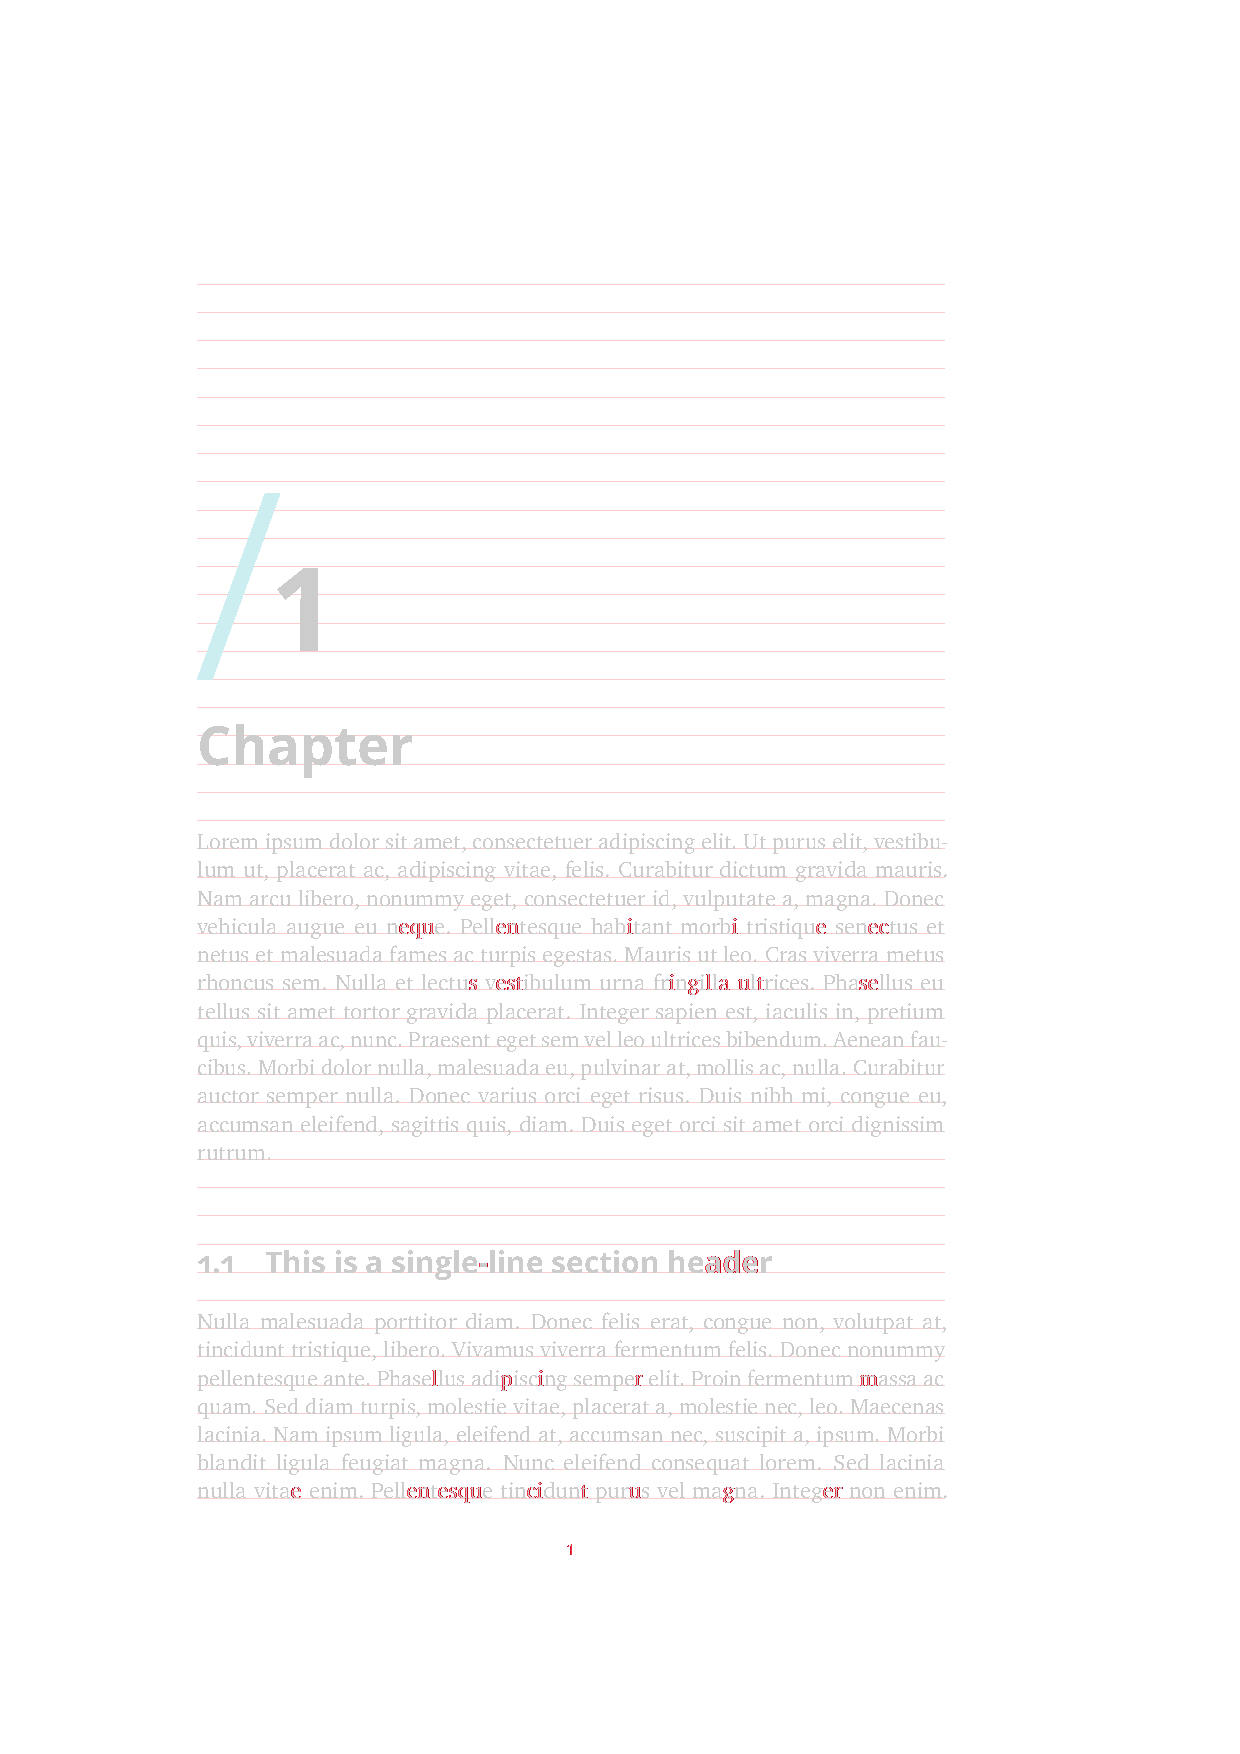 /1
Chapter
Lorem ipsum dolor sit amet, consectetuer adipiscing elit. Ut purus elit, vestibu-
lum ut, placerat ac, adipiscing vitae, felis. Curabitur dictum gravida mauris.
Nam arcu libero, nonummy eget, consectetuer id, vulputate a, magna. Donec
vehicula augue eu neque. Pellentesque habitant morbi tristique senectus et
netus et malesuada fames ac turpis egestas. Mauris ut leo. Cras viverra metus
rhoncus sem. Nulla et lectus vestibulum urna fringilla ultrices. Phasellus eu
tellus sit amet tortor gravida placerat. Integer sapien est, iaculis in, pretium
quis, viverra ac, nunc. Praesent eget sem vel leo ultrices bibendum. Aenean fau-
cibus. Morbi dolor nulla, malesuada eu, pulvinar at, mollis ac, nulla. Curabitur
auctor semper nulla. Donec varius orci eget risus. Duis nibh mi, congue eu,
accumsan eleifend, sagittis quis, diam. Duis eget orci sit amet orci dignissim
rutrum.
1.1 This is a single-line section header
Nulla malesuada porttitor diam. Donec felis erat, congue non, volutpat at,
tincidunt tristique, libero. Vivamus viverra fermentum felis. Donec nonummy
pellentesque ante. Phasellus adipiscing semper elit. Proin fermentum massa ac
quam. Sed diam turpis, molestie vitae, placerat a, molestie nec, leo. Maecenas
lacinia. Nam ipsum ligula, eleifend at, accumsan nec, suscipit a, ipsum. Morbi
blandit ligula feugiat magna. Nunc eleifend consequat lorem. Sed lacinia
nulla vitae enim. Pellentesque tincidunt purus vel magna. Integer non enim.
1